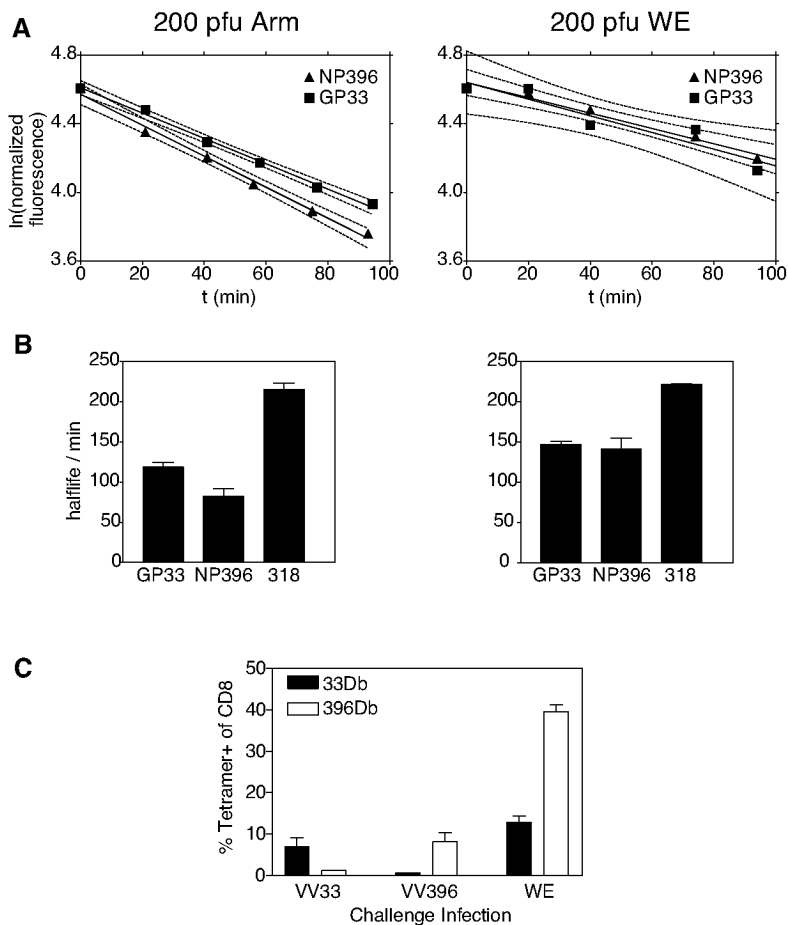 A
200 pfu Arm
200 pfu WE
4.8
4.4
4.0
3.6
ln(normalized
fluorescence)
NP396
GP33
0
20
40
60
80
100
t (min)
4.8
4.4
4.0
3.6
NP396
GP33
0
20
40
60
80
100
t (min)
B
250
200
150
100
50
0
halflife / min
GP33 NP396 318
250
200
150
100
50
0
GP33 NP396 318
C
50
40
30
20
10
0
% Tetramer+ of CD8
33Db
396Db
VV33 VV396 WE
Challenge Infection